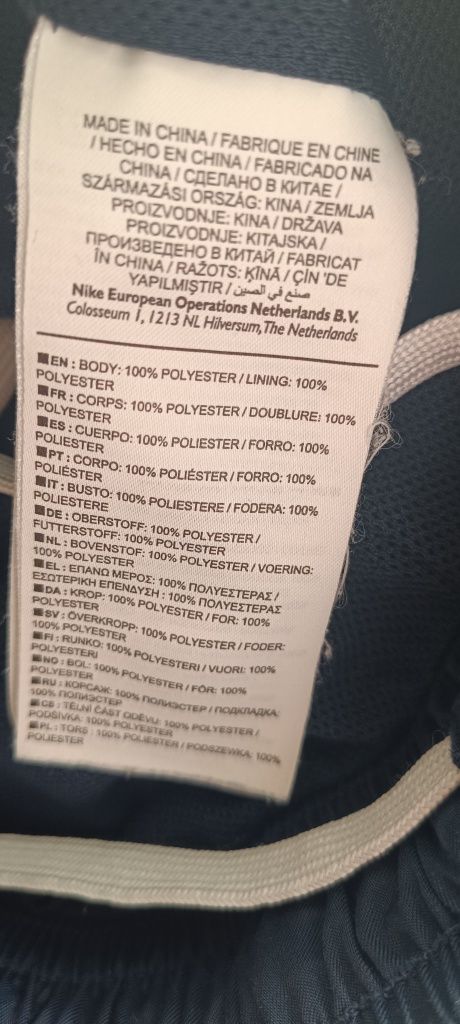 MADE IN CHINA / FABRIQUE EN CHINE
/ HECHO EN CHINA / FABRICADO NA
CHINA / СДЕЛАНО В КИТАЕ /
SZÁRMAZÁSI ORSZÁG: KINA / ZEMLJA
PROIZVODNJE: KINA / DRŽAVA
PROIZVODNJE: KITAJSKA /
ПРОИЗВЕДЕНО В КИТАЙ / FABRICAT
ÎN CHINA / RAŽOTS: ĶĪNĀ / ÇİN 'DE
YAPILMIŞTIR / صنع في الصين
Nike European Operations Netherlands B.V.
Colosseum 1, 1213 NL Hilversum, The Netherlands
EN : BODY: 100% POLYESTER / LINING: 100%
POLYESTER
FR : CORPS: 100% POLYESTER / DOUBLURE: 100%
POLYESTER
ES : CUERPO: 100% POLIESTER / FORRO: 100%
POLIESTER
PT : CORPO: 100% POLIÉSTER / FORRO: 100%
POLIÉSTER
IT : BUSTO: 100% POLIESTERE / FODERA: 100%
POLIESTERE
DE : OBERSTOFF: 100% POLYESTER /
FUTTERSTOFF: 100% POLYESTER
NL : BOVENSTOF: 100% POLYESTER / VOERING:
100% POLYESTER
EL : ΕΠΑΝΩ ΜΕΡΟΣ: 100% ΠΟΛΥΕΣΤΕΡΑΣ /
ΕΣΩΤΕΡΙΚΗ ΕΠΕΝΔΥΣΗ : 100% ΠΟΛΥΕΣΤΕΡΑΣ
DA : KROP: 100% POLYESTER / FOR: 100%
POLYESTER
SV : ÖVERKROPP: 100% POLYESTER / FODER:
100% POLYESTER
FI : RUNKO: 100% POLYESTERI / VUORI: 100%
POLYESTERI
NO : BOL: 100% POLYESTER / FÔR: 100%
POLYESTER
RU : КОРСАЖ: 100% ПОЛИЭСТЕР / ПОДКЛАДКА:
100% ПОЛИЭСТЕР
CS : TĚLNÍ ČÁST ODĚVU: 100% POLYESTER /
PODŠÍVKA: 100% POLYESTER
PL : TORS : 100% POLIESTER / PODSZEWKA: 100%
POLIESTER